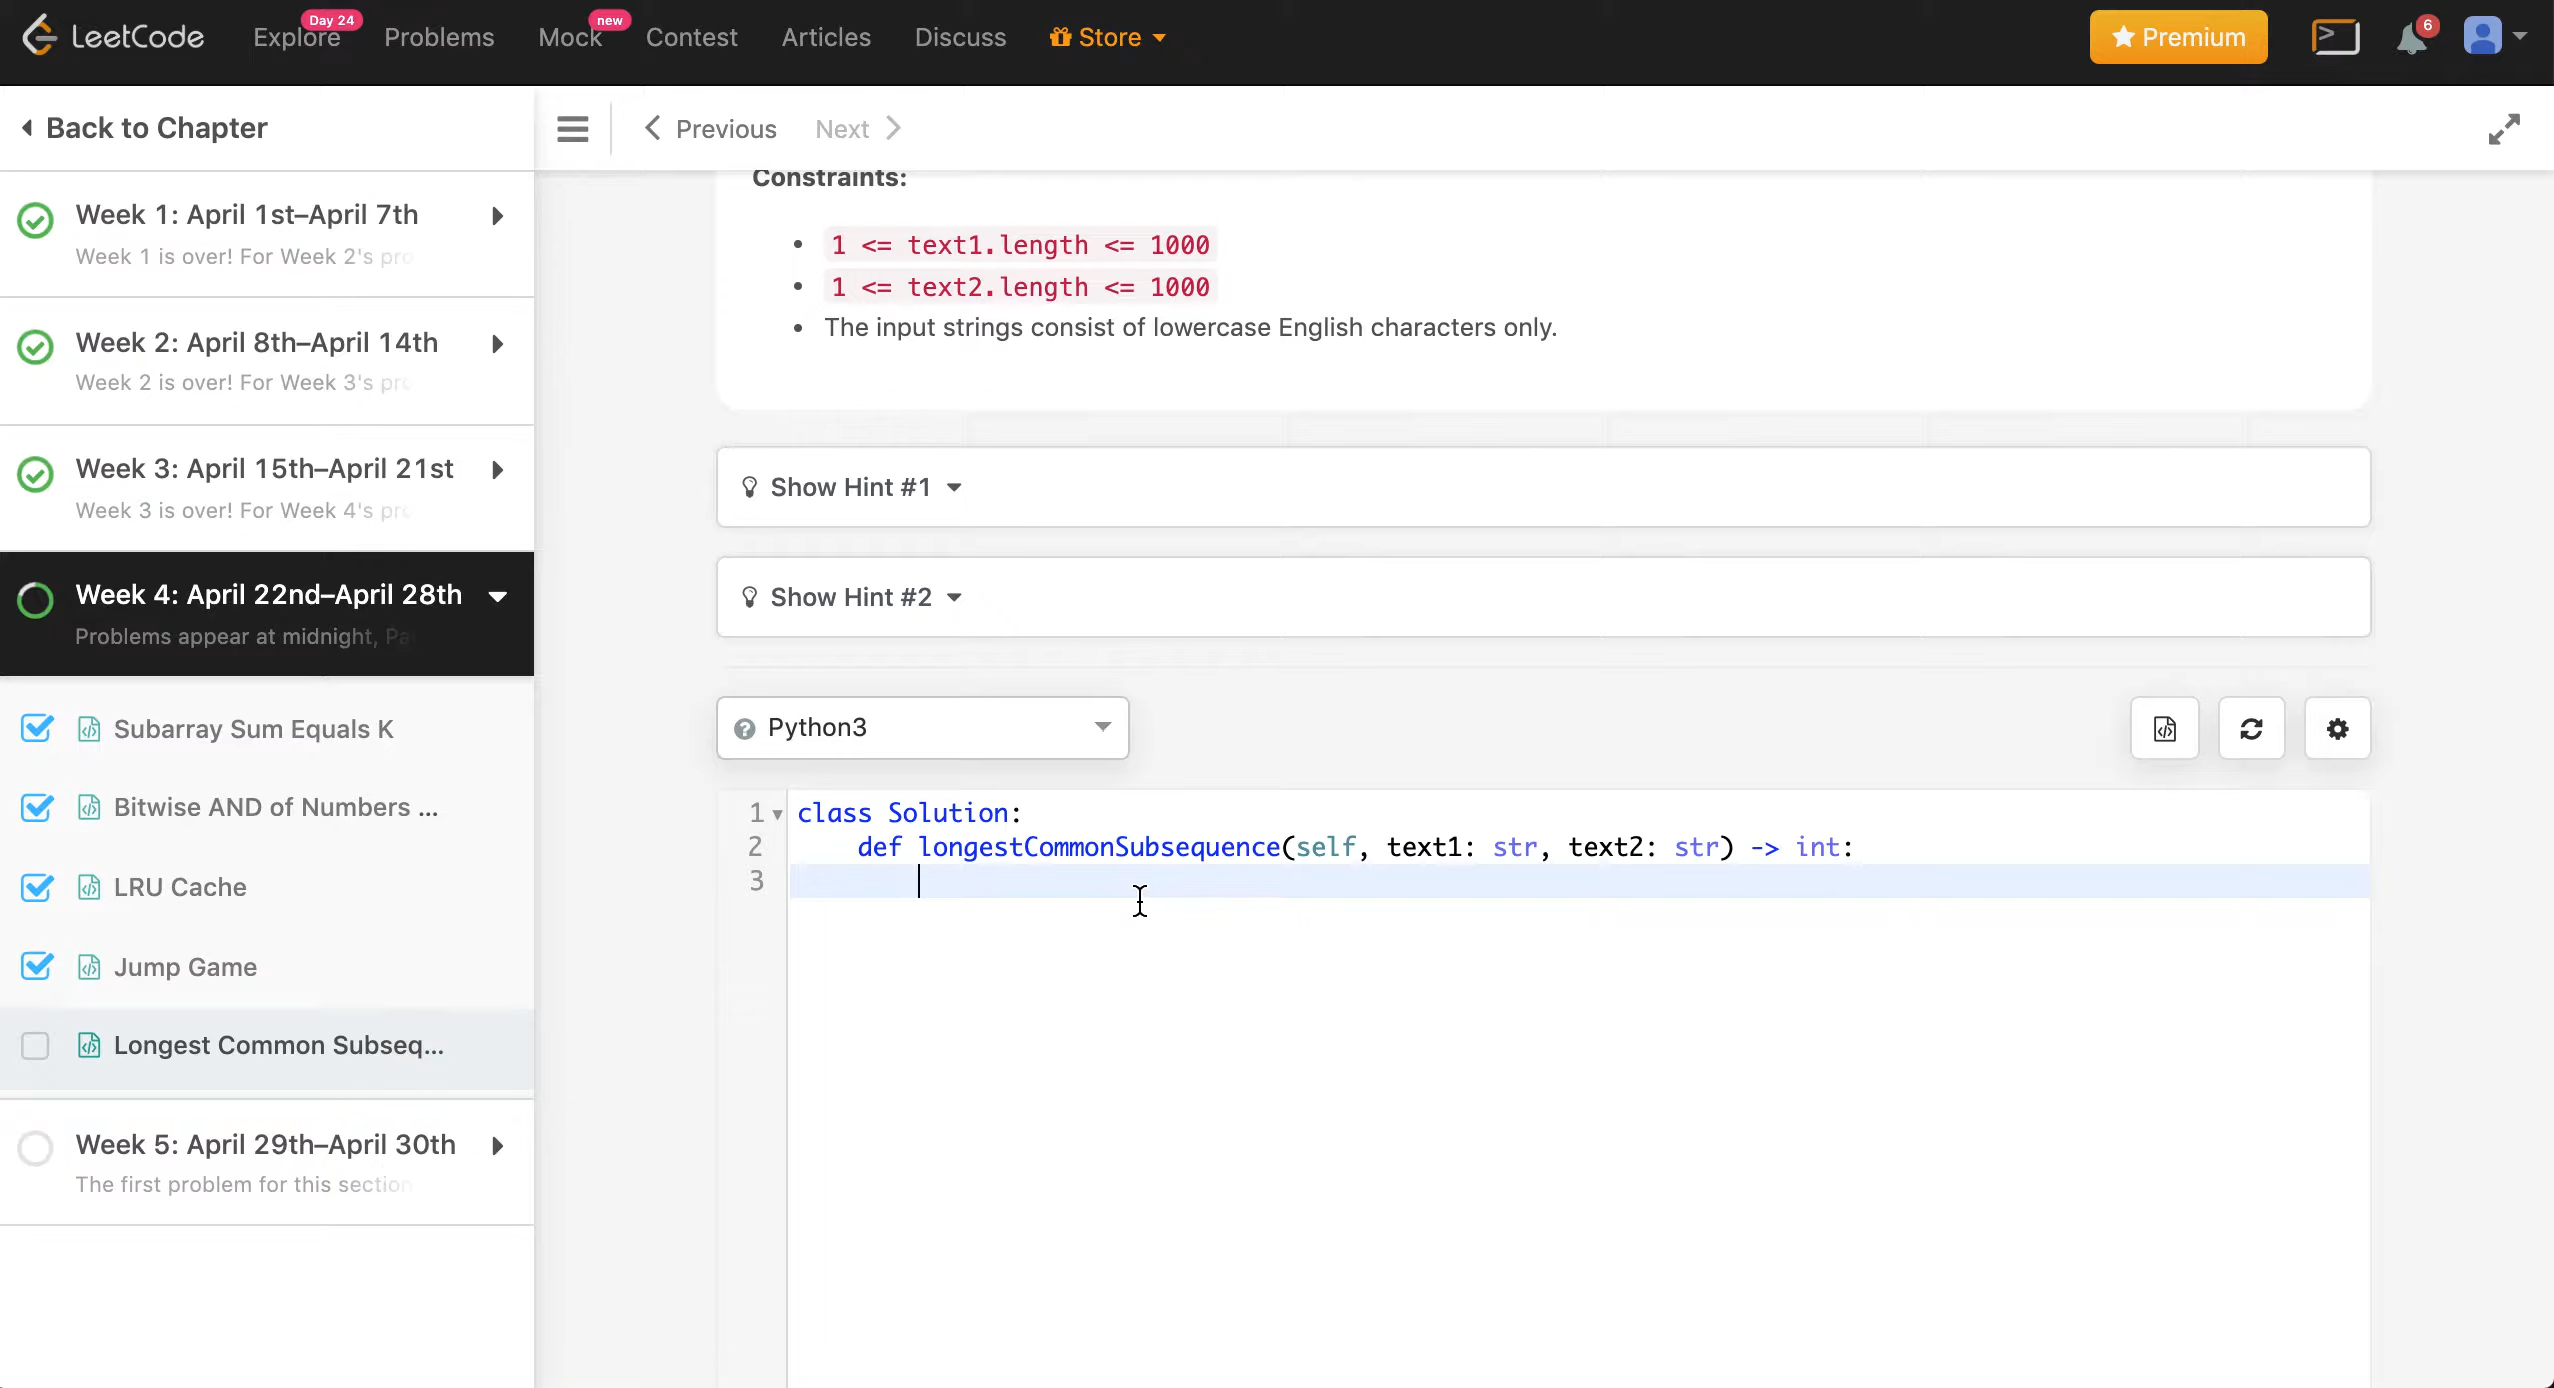 LeetCode
Explore
Day 24
Problems
Mock
new
Contest
Articles
Discuss
Store
Premium
6
Back to Chapter
Previous
Next
Week 1: April 1st–April 7th
Week 1 is over! For Week 2's pro
Week 2: April 8th–April 14th
Week 2 is over! For Week 3's pro
Week 3: April 15th–April 21st
Week 3 is over! For Week 4's pro
Week 4: April 22nd–April 28th
Problems appear at midnight, Pa
Subarray Sum Equals K
Bitwise AND of Numbers ...
LRU Cache
Jump Game
Longest Common Subseq...
Week 5: April 29th–April 30th
The first problem for this section
Constraints:
• 1 <= text1.length <= 1000
• 1 <= text2.length <= 1000
• The input strings consist of lowercase English characters only.
Show Hint #1
Show Hint #2
Python3
1 class Solution:
2     def longestCommonSubsequence(self, text1: str, text2: str) -> int:
3